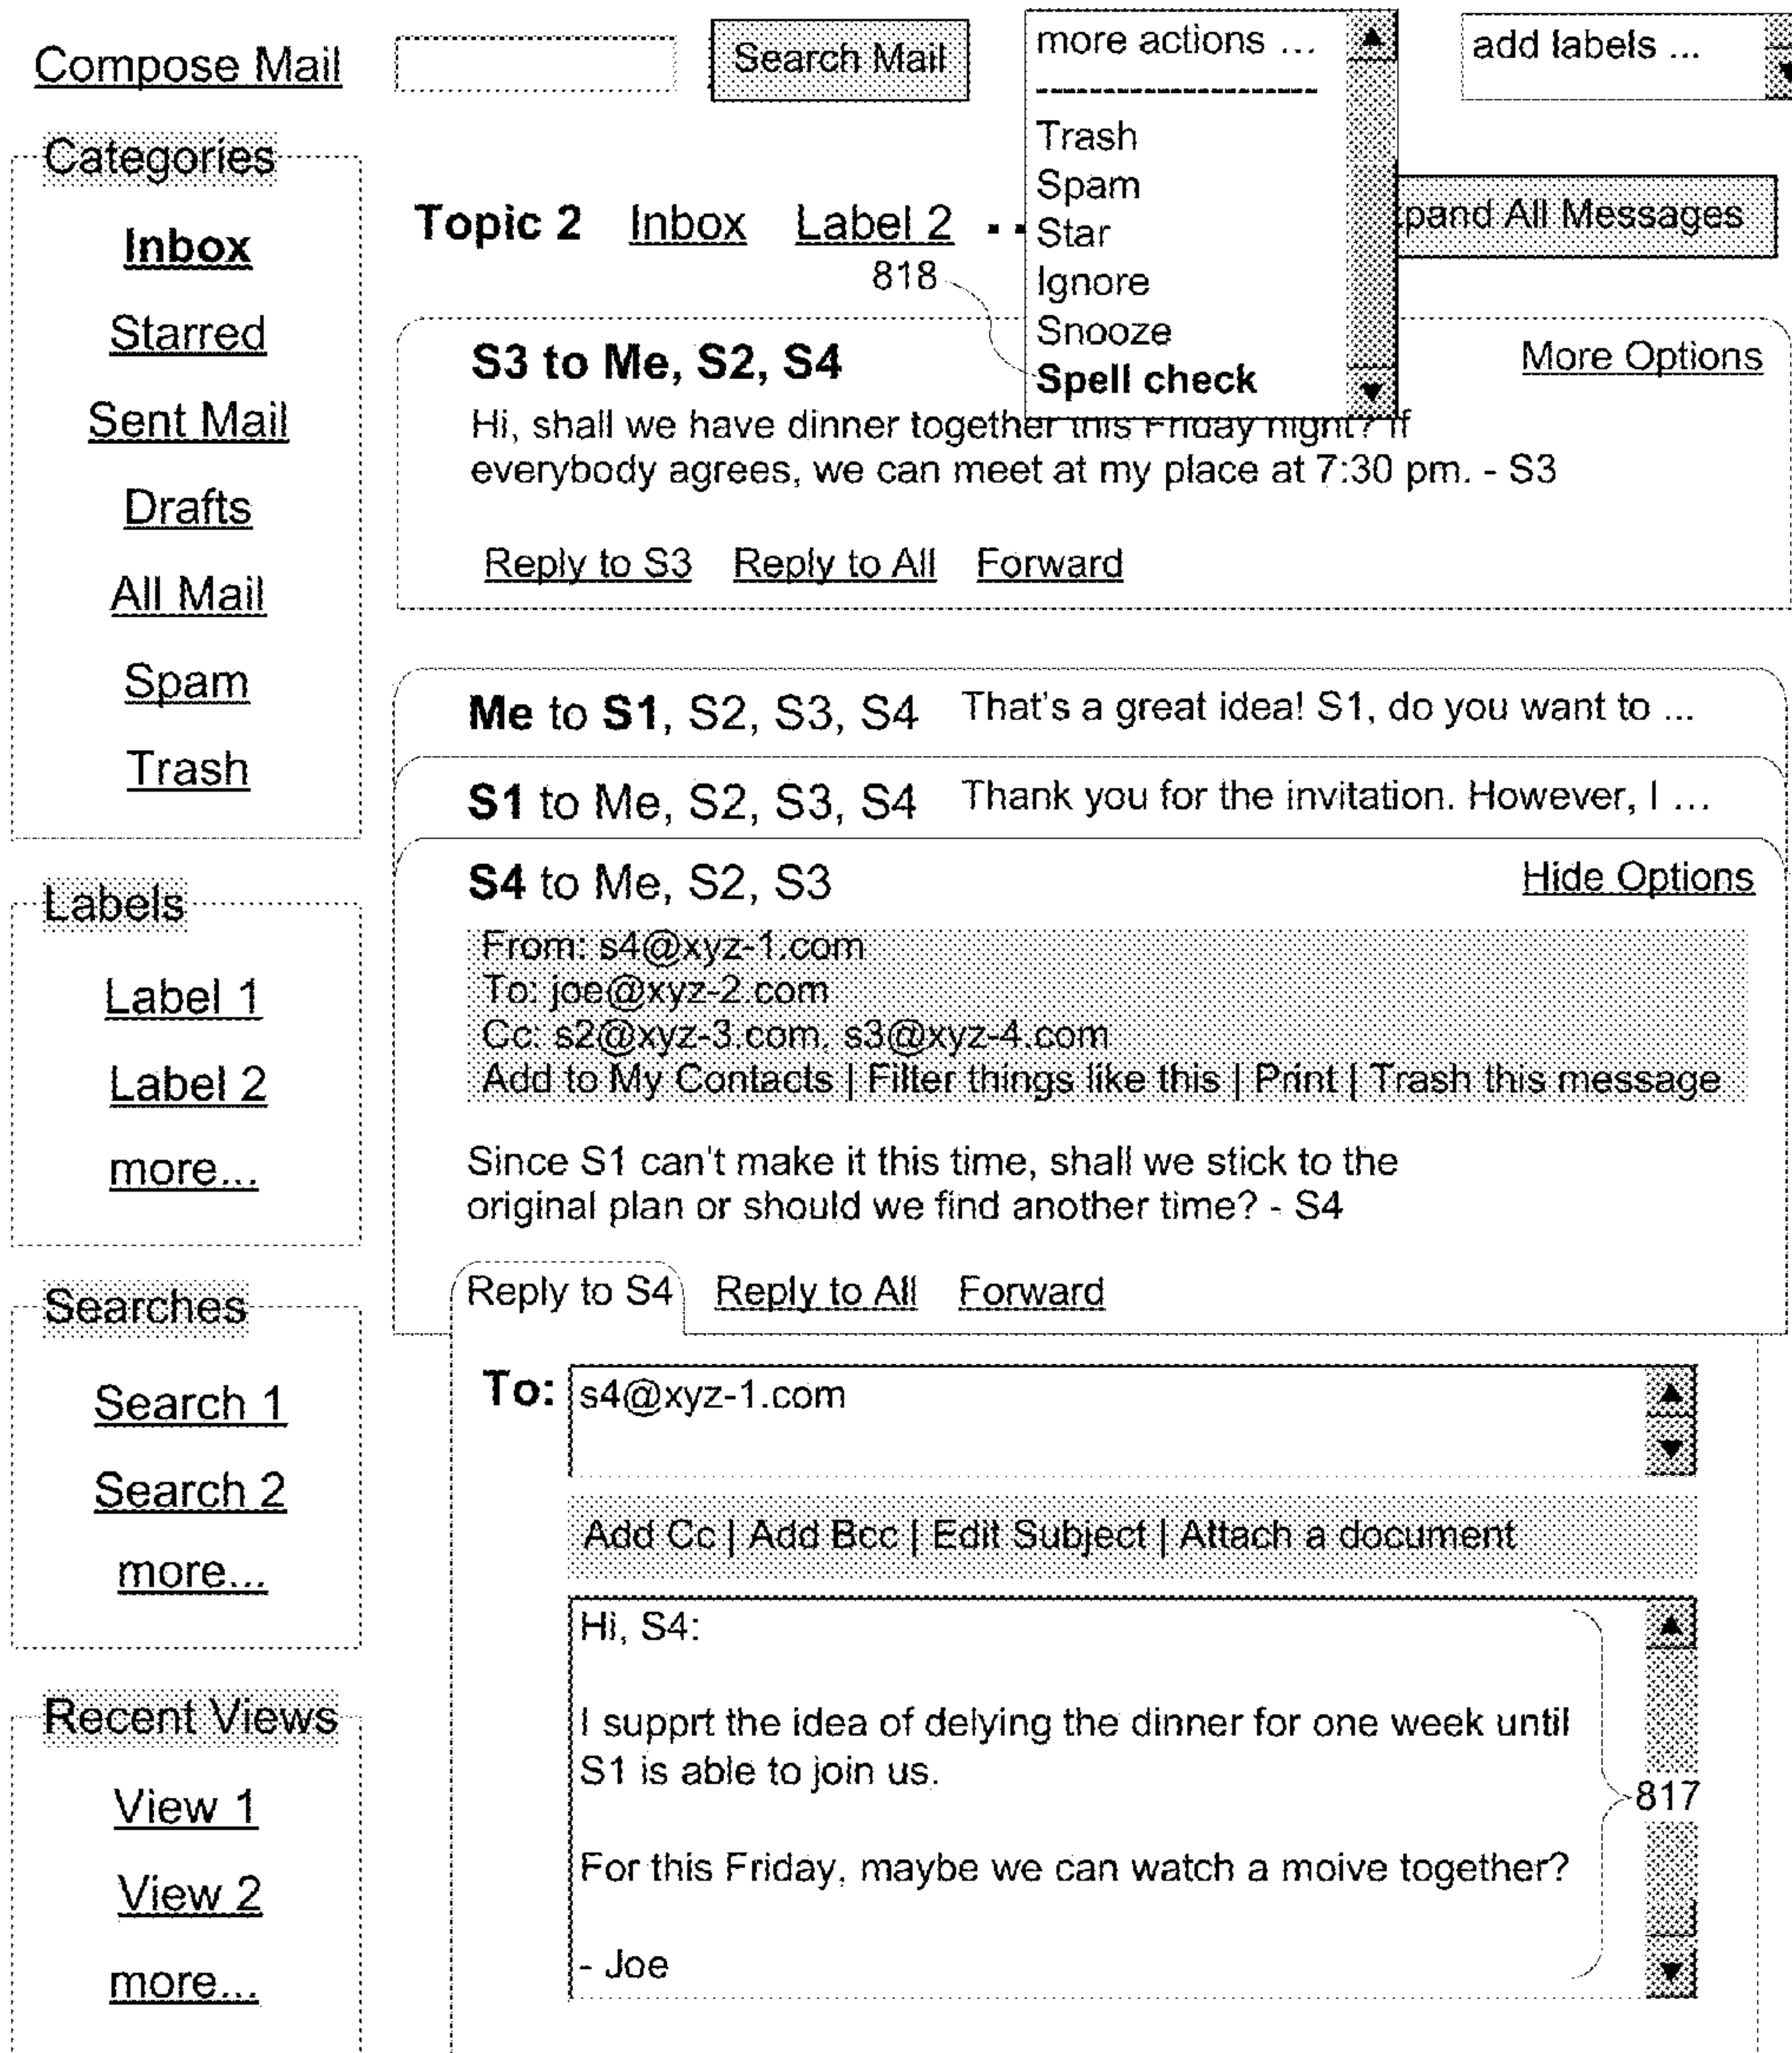 Compose Mail
Search Mail
more actions ...
--------------------
Trash
Spam
Star
Ignore
Snooze
Spell check
add labels ...
Categories
Inbox
Starred
Sent Mail
Drafts
All Mail
Spam
Trash
Labels
Label 1
Label 2
more...
Searches
Search 1
Search 2
more...
Recent Views
View 1
View 2
more...
Topic 2 Inbox Label 2
pand All Messages
818
S3 to Me, S2, S4
More Options
Hi, shall we have dinner together this Friday night? If
everybody agrees, we can meet at my place at 7:30 pm. - S3
Reply to S3 Reply to All Forward
Me to S1, S2, S3, S4 That's a great idea! S1, do you want to ...
S1 to Me, S2, S3, S4 Thank you for the invitation. However, I ...
S4 to Me, S2, S3 Hide Options
From: s4@xyz-1.com
To: joe@xyz-2.com
Cc: s2@xyz-3.com, s3@xyz-4.com
Add to My Contacts | Filter things like this | Print | Trash this message
Since S1 can't make it this time, shall we stick to the
original plan or should we find another time? - S4
Reply to S4 Reply to All Forward
To: s4@xyz-1.com
Add Cc | Add Bcc | Edit Subject | Attach a document
Hi, S4:
I supprt the idea of delying the dinner for one week until
S1 is able to join us.
817
For this Friday, maybe we can watch a moive together?
- Joe